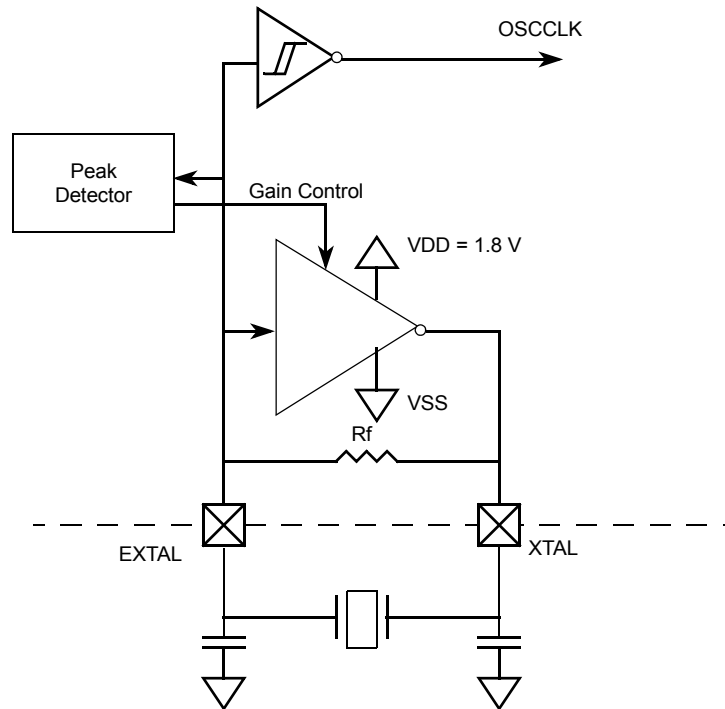 OSCCLK
Peak
Detector
Gain Control
VDD = 1.8 V
VSS
Rf
EXTAL
XTAL